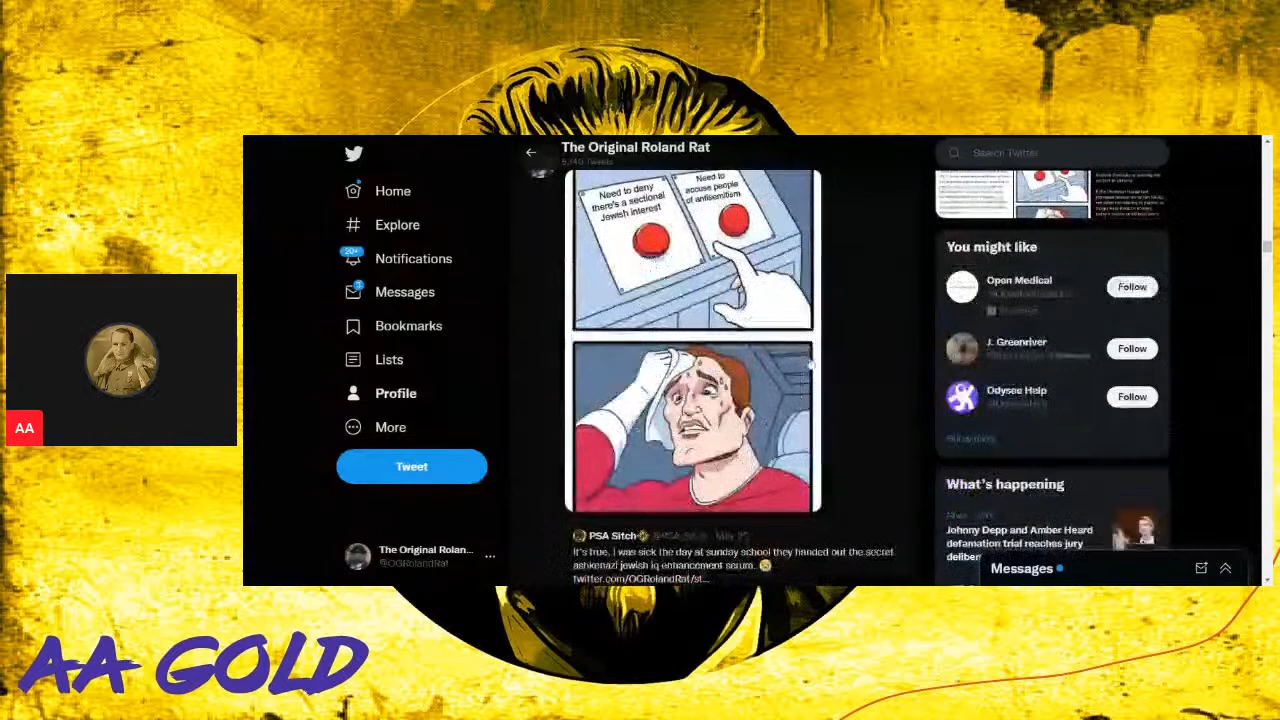 The Original Roland Rat
Search Twitter
Home
Explore
20+
Notifications
Messages
Bookmarks
Lists
Profile
More
Tweet
The Original Rolan...
@OGRolandRat
Need to deny
there's a sectional
Jewish interest
Need to
accuse people
of antisemitism
PSA Sitch
It's true, I was sick the day at sunday school they handed out the secret
ashkenazi jewish iq enhancement serum.
twitter.com/OGRolandRat/st...
You might like
Open Medical
Follow
J. Greenriver
Follow
Odysee Help
Follow
What's happening
Johnny Depp and Amber Heard
defamation trial reaches jury
Messages
AA
AA GOLD